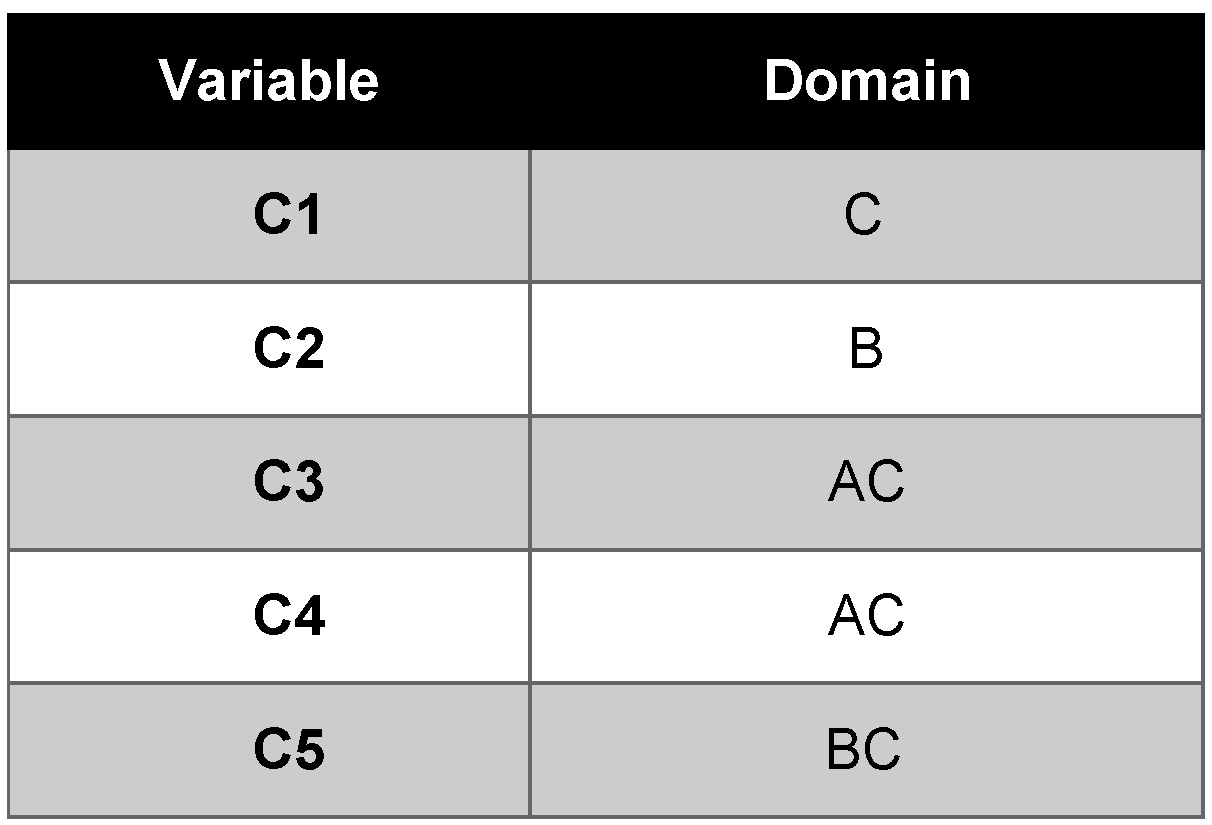 Variable Domain
C1 C
C2 B
C3 AC
C4 AC
C5 BC